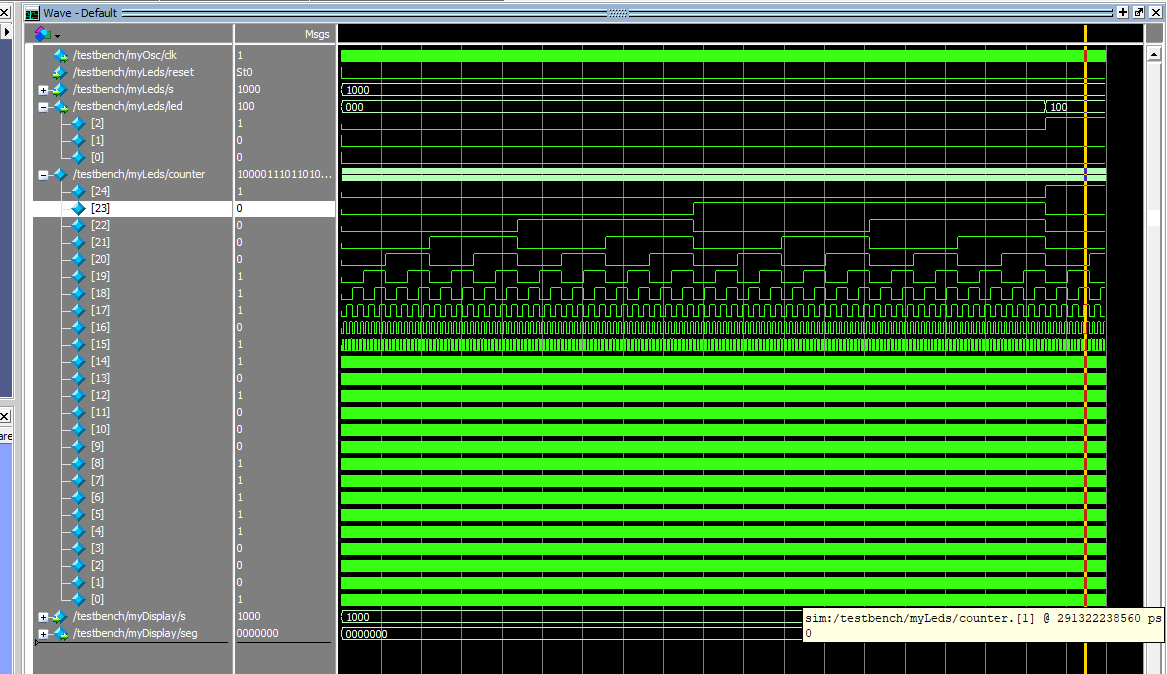 Wave - Default
Msgs
/testbench/myOsc/clk 1
/testbench/myLeds/reset St0
/testbench/myLeds/s 1000 1000
/testbench/myLeds/led 100 000 100
[2] 1
[1] 0
[0] 0
/testbench/myLeds/counter 10000111011010...
[24] 1
[23] 0
[22] 0
[21] 0
[20] 0
[19] 1
[18] 1
[17] 1
[16] 0
[15] 1
[14] 1
[13] 0
[12] 1
[11] 0
[10] 0
[9] 0
[8] 1
[7] 1
[6] 1
[5] 1
[4] 1
[3] 0
[2] 0
[1] 0
[0] 1
/testbench/myDisplay/s 1000 1000
/testbench/myDisplay/seg 0000000 0000000
sim:/testbench/myLeds/counter.[1] @ 291322238560 ps
0
are